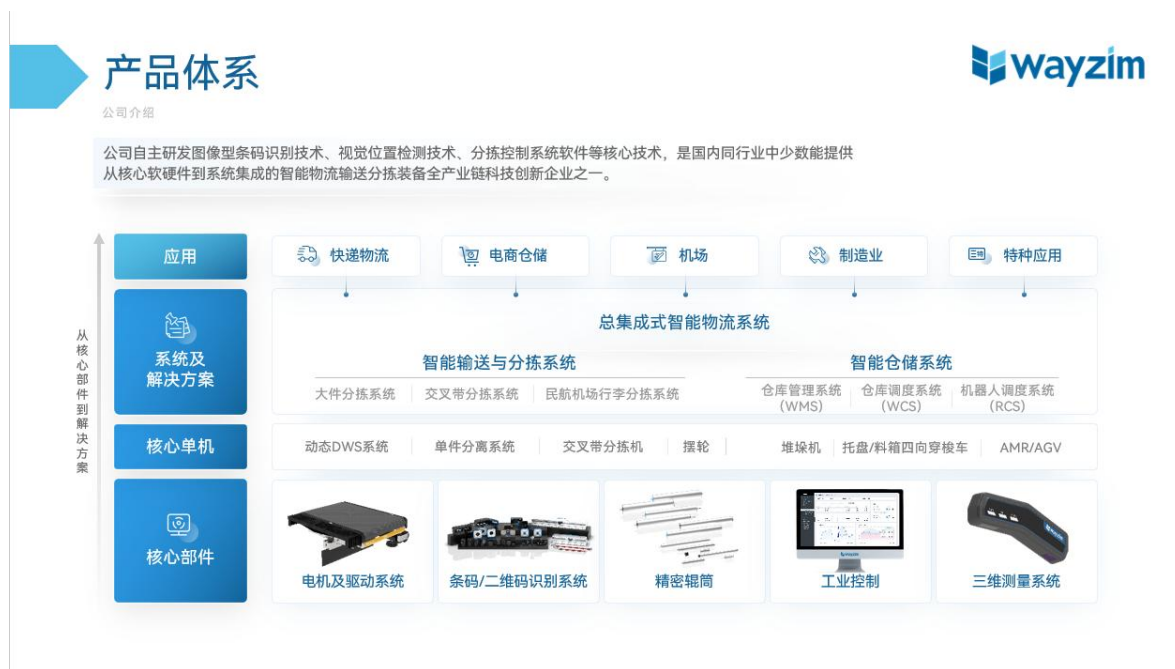 产品体系
Wayzim
公司介绍
公司自主研发图像型条码识别技术、视觉位置检测技术、分拣控制系统软件等核心技术，是国内同行业中少数能提供
从核心软硬件到系统集成的智能物流输送分拣装备全产业链科技创新企业之一。
从核心部件到解决方案
应用
快递物流
电商仓储
机场
制造业
特种应用
系统及
解决方案
总集成式智能物流系统
智能输送与分拣系统
大件分拣系统
交叉带分拣系统
民航机场行李分拣系统
智能仓储系统
仓库管理系统
(WMS)
仓库调度系统
(WCS)
机器人调度系统
(RCS)
核心单机
动态DWS系统
单件分离系统
交叉带分拣机
摆轮
堆垛机
托盘/料箱四向穿梭车
AMR/AGV
核心部件
电机及驱动系统
条码/二维码识别系统
精密辊筒
工业控制
三维测量系统